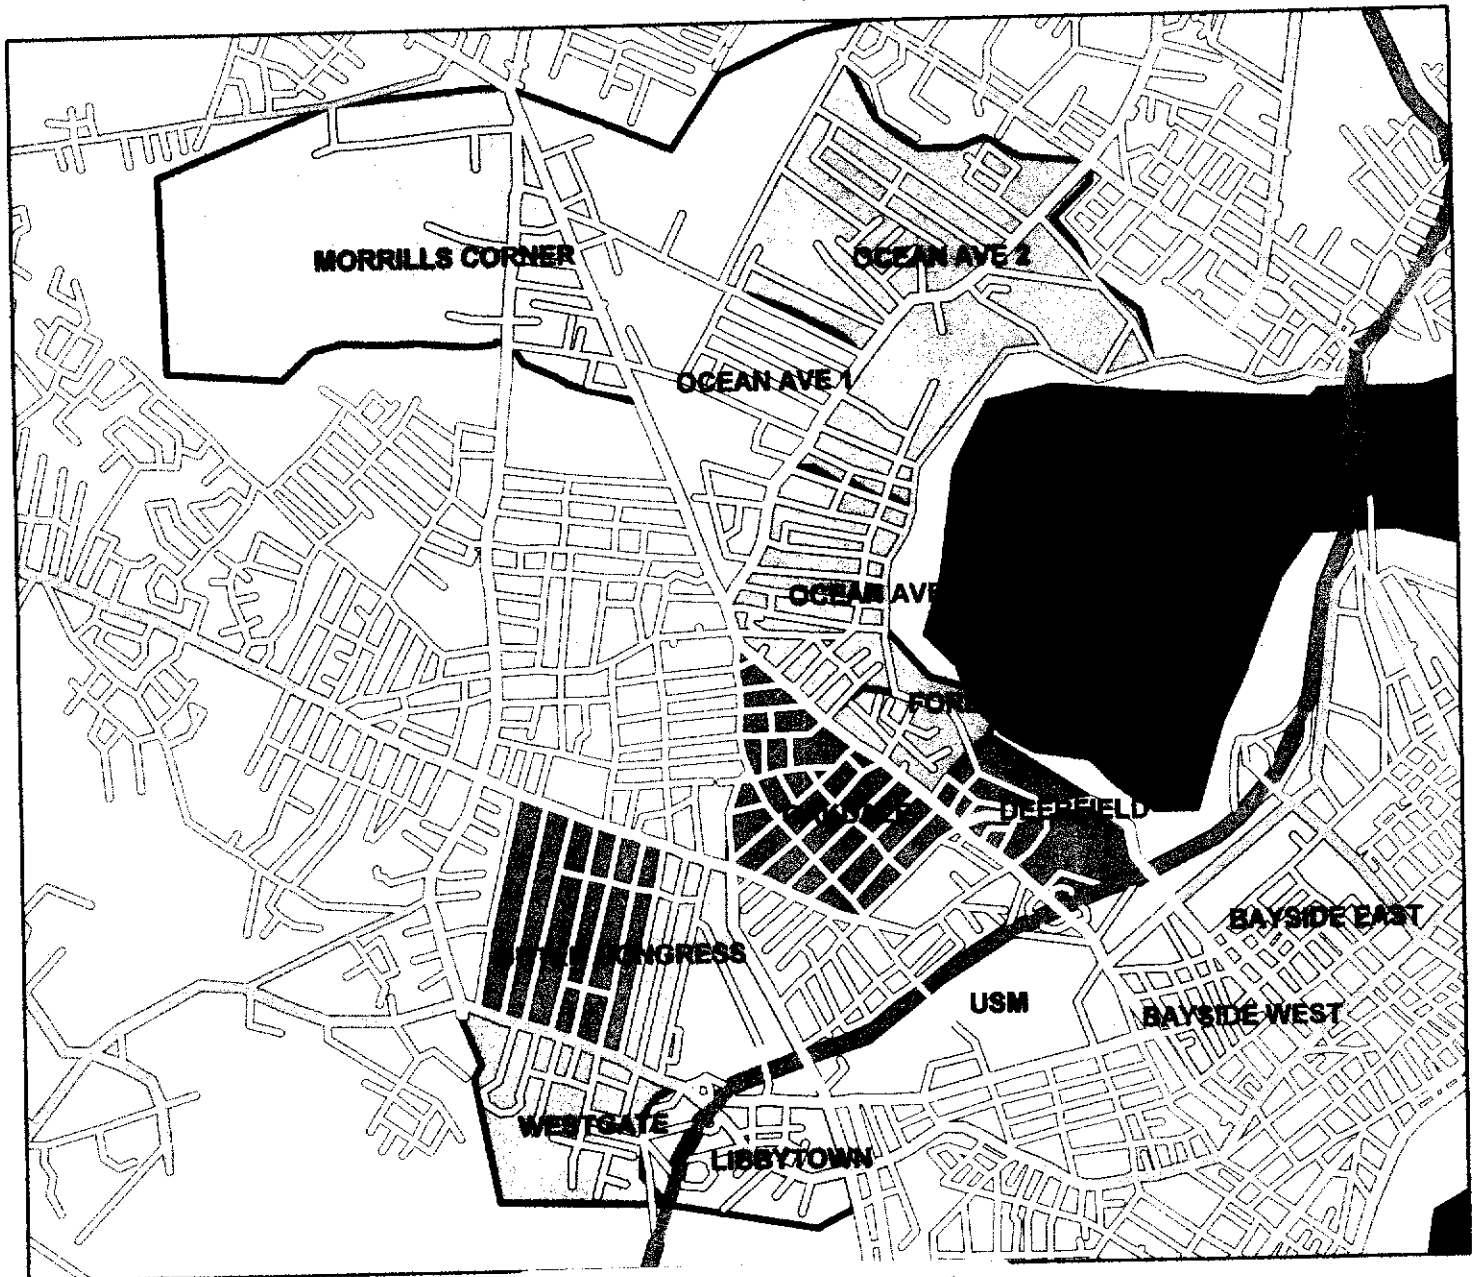 MORRILLS CORNER
OCEAN AVE 2
OCEAN AVE 1
OCEAN AVE
DEERFIELD
BAYSIDE EAST
CONGRESS
USM
BAYSIDE WEST
WESTGATE
LIBBYTOWN